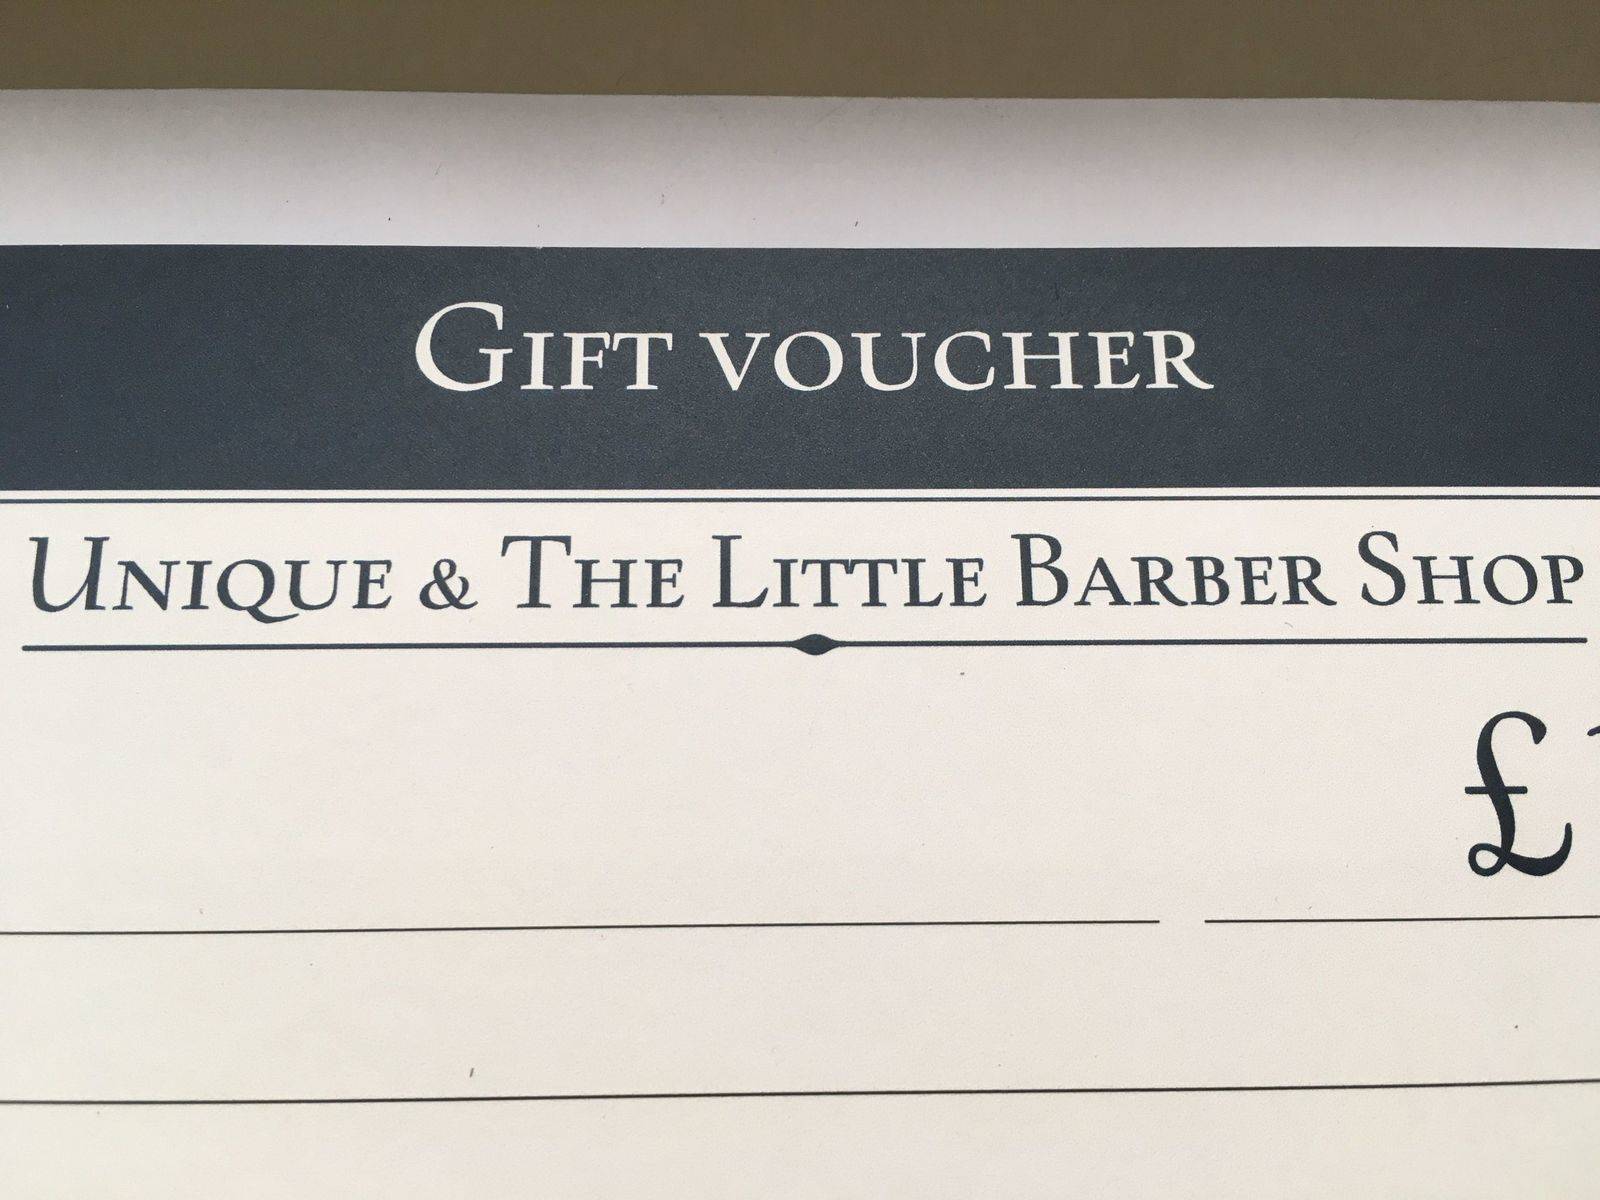 Gift voucher
Unique & The Little Barber Shop
£